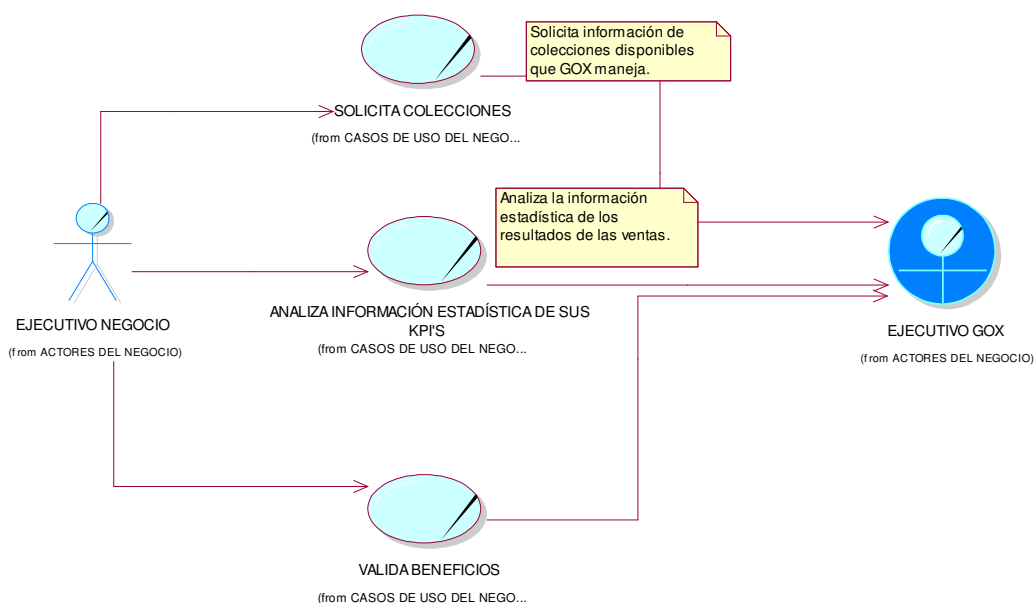 Solicita información de
colecciones disponibles
que GOX maneja.
SOLICITA COLECCIONES
(from CASOS DE USO DEL NEGO...
Analiza la información
estadística de los
resultados de las ventas.
EJECUTIVO NEGOCIO
(from ACTORES DEL NEGOCIO)
ANALIZA INFORMACIÓN ESTADÍSTICA DE SUS
KPI'S
(from CASOS DE USO DEL NEGO...
EJECUTIVO GOX
(from ACTORES DEL NEGOCIO)
VALIDA BENEFICIOS
(from CASOS DE USO DEL NEGO...